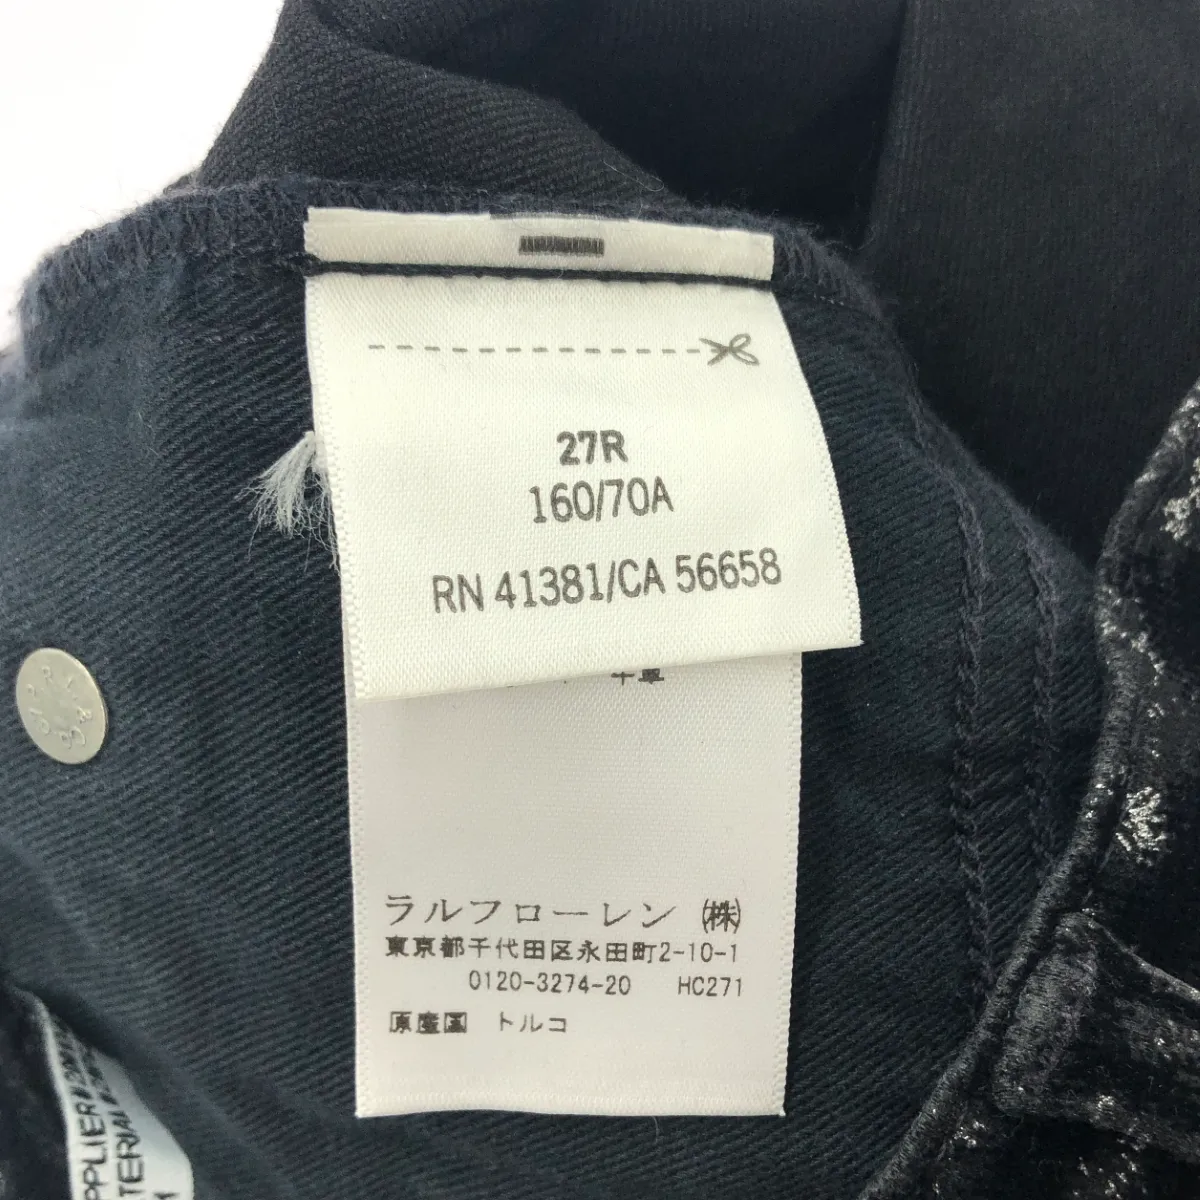 27R
160/70A
RN 41381/CA 56658
牛革
ラルフローレン ㈱
東京都千代田区永田町2-10-1
0120-3274-20 HC271
原産国 トルコ